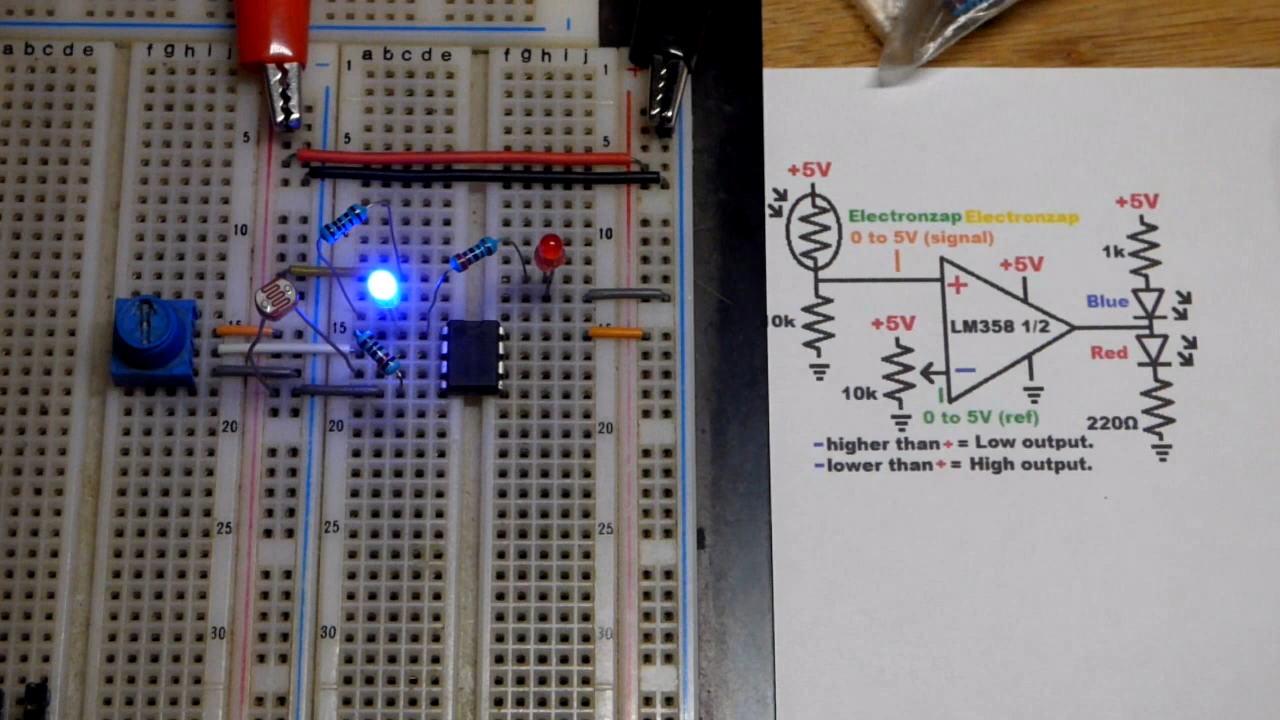 a b c d e
f g h i j
a b c d e
f g h i j
1
1
5
5
5
10
10
10
15
15
20
20
20
25
25
25
30
30
30
+5V
Electronzap Electronzap
0 to 5V (signal)
+5V
+5V
1k
+
Blue
0k
+5V
LM358 1/2
Red
10k
−
0 to 5V (ref)
220Ω
-higher than + = Low output.
-lower than + = High output.